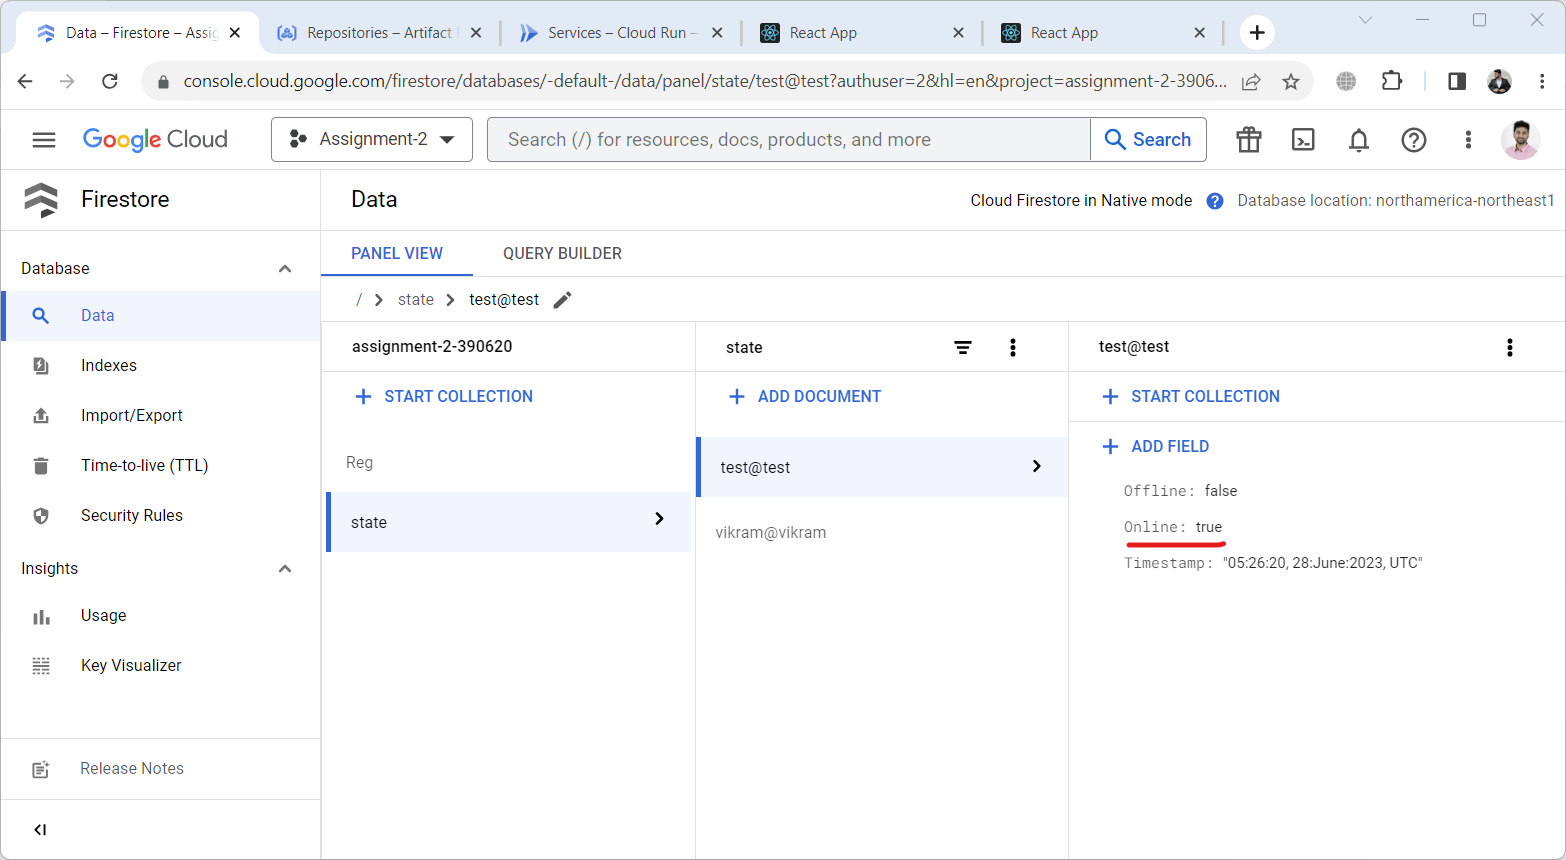 Data – Firestore – Assig
Repositories – Artifact
Services – Cloud Run –
React App
React App
console.cloud.google.com/firestore/databases/-default-/data/panel/state/test@test?authuser=2&hl=en&project=assignment-2-3906...
Google Cloud
Assignment-2
Search (/) for resources, docs, products, and more
Search
Firestore
Data
Cloud Firestore in Native mode
Database location: northamerica-northeast1
PANEL VIEW
QUERY BUILDER
/ > state > test@test
Database
Data
Indexes
Import/Export
Time-to-live (TTL)
Security Rules
Insights
Usage
Key Visualizer
Release Notes
assignment-2-390620
START COLLECTION
Reg
state
state
ADD DOCUMENT
test@test
vikram@vikram
test@test
START COLLECTION
ADD FIELD
Offline: false
Online: true
Timestamp: "05:26:20, 28:June:2023, UTC"